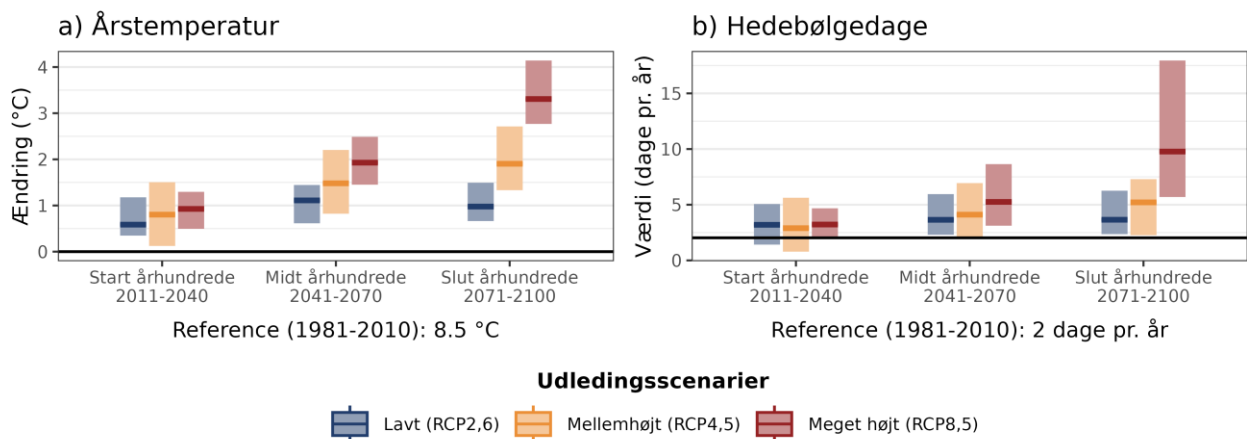 a) Årstemperatur
Ændring (°C)
4
3
2
1
0
Start århundrede
2011-2040
Midt århundrede
2041-2070
Slut århundrede
2071-2100
Reference (1981-2010): 8.5 °C
b) Hedebølgedage
Værdi (dage pr. år)
15
10
5
0
Start århundrede
2011-2040
Midt århundrede
2041-2070
Slut århundrede
2071-2100
Reference (1981-2010): 2 dage pr. år
Udledingsscenarier
Lavt (RCP2,6)
Mellemhøjt (RCP4,5)
Meget højt (RCP8,5)